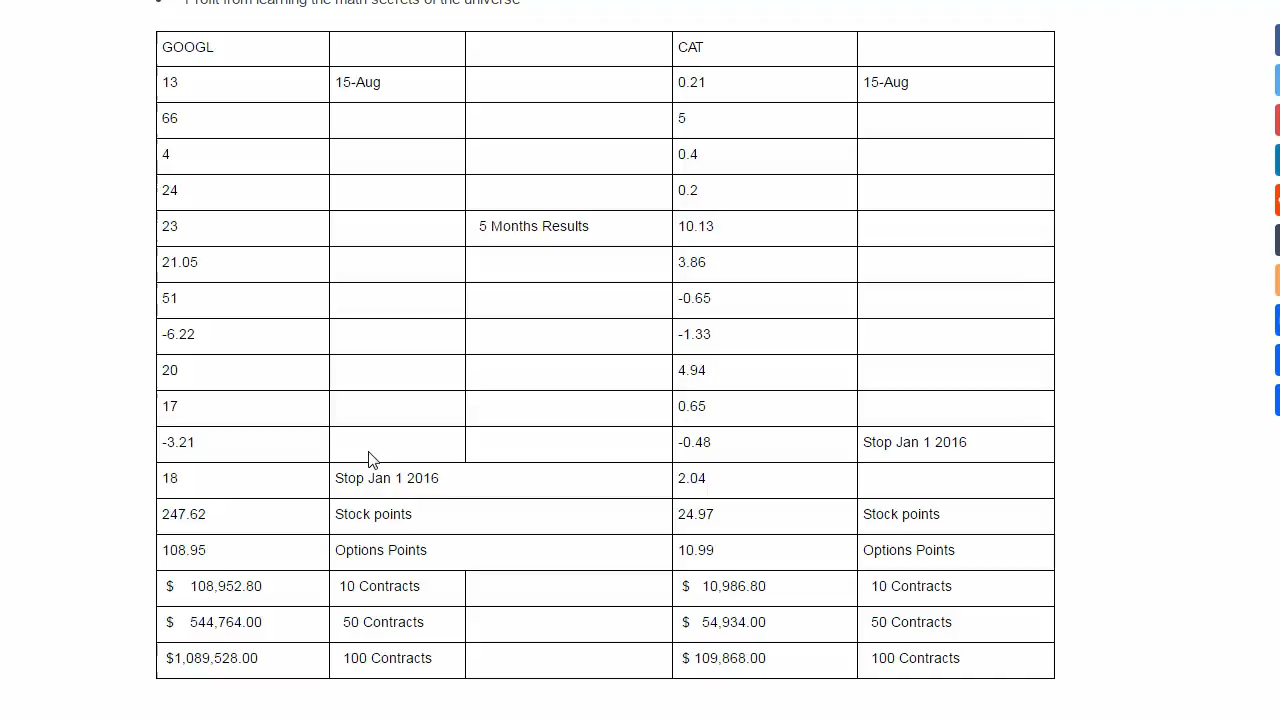 Profit from learning the math secrets of the universe
GOOGL CAT
13 15-Aug 0.21 15-Aug
66 5
4 0.4
24 0.2
23 5 Months Results 10.13
21.05 3.86
51 -0.65
-6.22 -1.33
20 4.94
17 0.65
-3.21 -0.48 Stop Jan 1 2016
18 Stop Jan 1 2016 2.04
247.62 Stock points 24.97 Stock points
108.95 Options Points 10.99 Options Points
$ 108,952.80 10 Contracts $ 10,986.80 10 Contracts
$ 544,764.00 50 Contracts $ 54,934.00 50 Contracts
$1,089,528.00 100 Contracts $ 109,868.00 100 Contracts